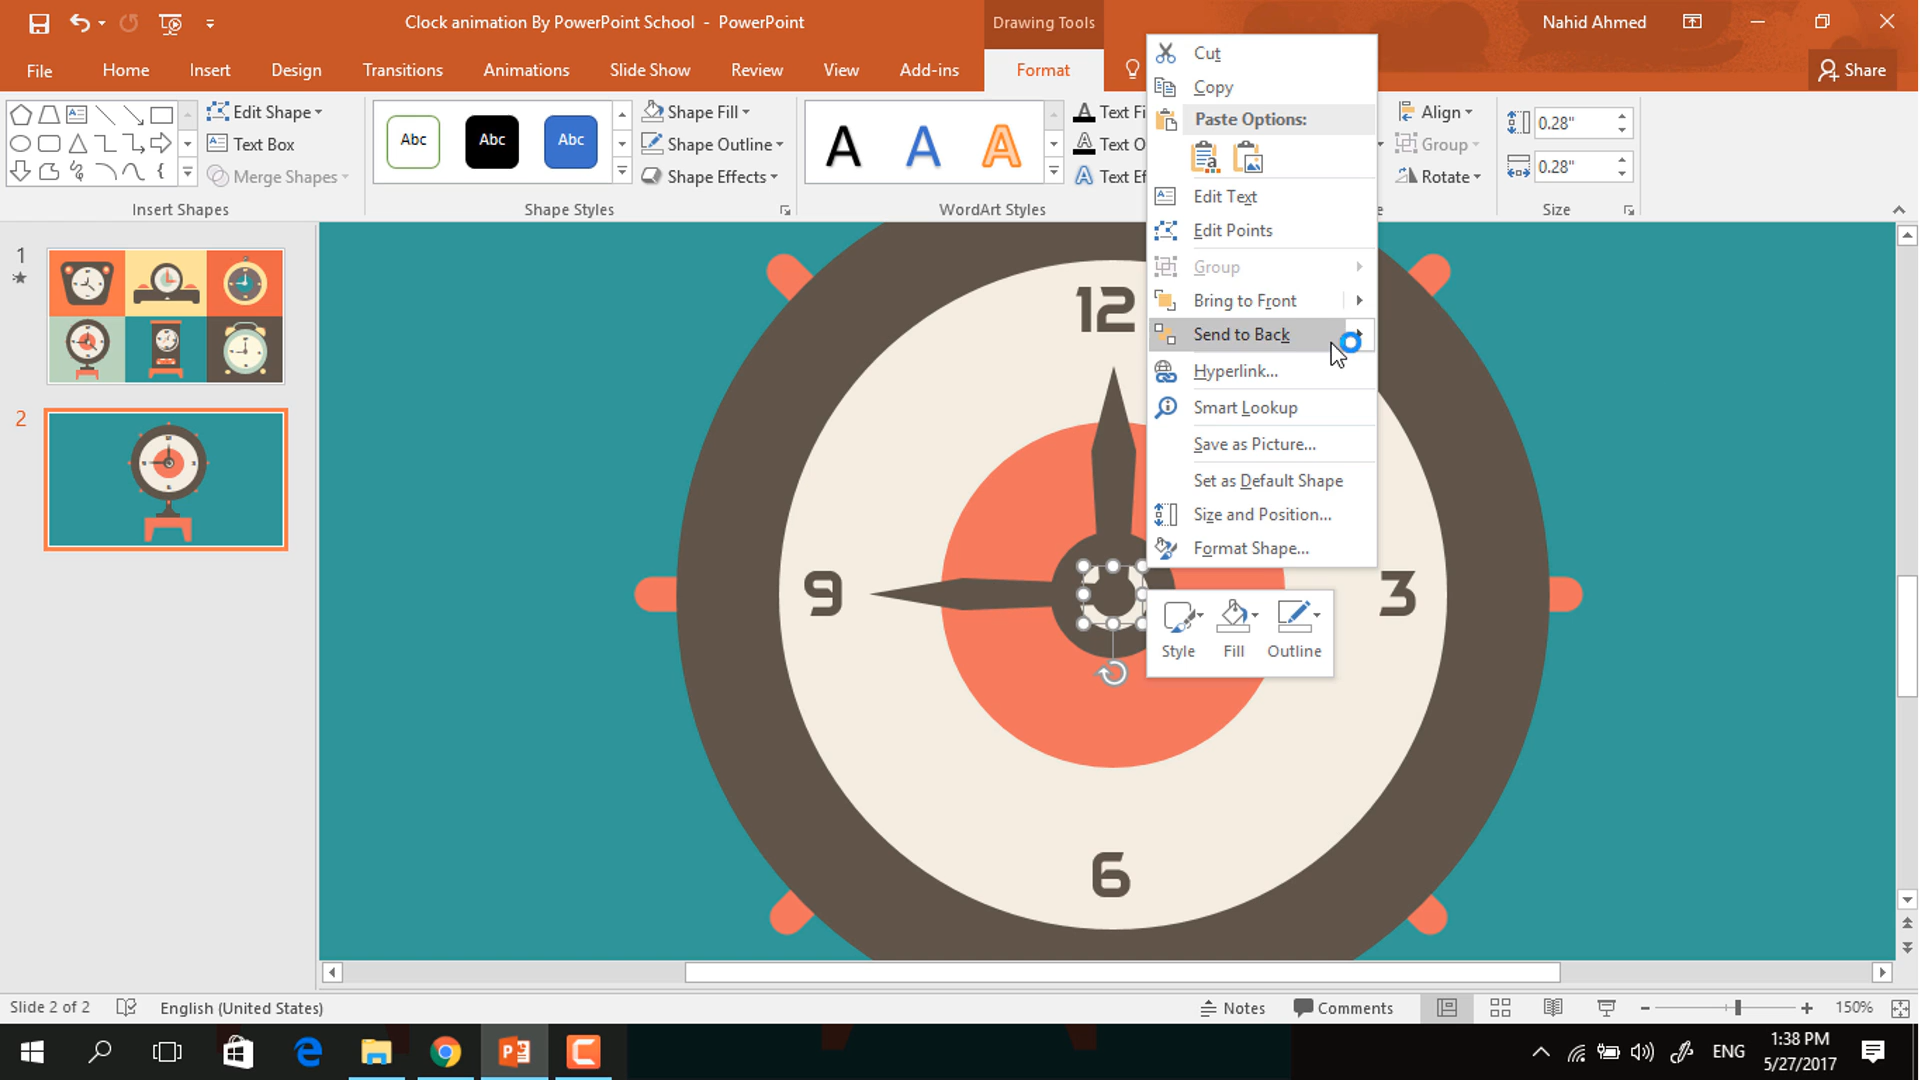 Clock animation By PowerPoint School - PowerPoint
Drawing Tools
Nahid Ahmed
File
Home
Insert
Design
Transitions
Animations
Slide Show
Review
View
Add-ins
Format
Share
Edit Shape
Text Box
Merge Shapes
Insert Shapes
Abc
Abc
Abc
Shape Fill
Shape Outline
Shape Effects
Shape Styles
A
A
A
WordArt Styles
Text Fi
Text O
Text Ef
Align
Group
Rotate
0.28"
0.28"
Size
Cut
Copy
Paste Options:
Edit Text
Edit Points
Group
Bring to Front
Send to Back
Hyperlink...
Smart Lookup
Save as Picture...
Set as Default Shape
Size and Position...
Format Shape...
Style
Fill
Outline
1
2
12
9
3
6
Slide 2 of 2
English (United States)
Notes
Comments
150%
ENG
1:38 PM
5/27/2017